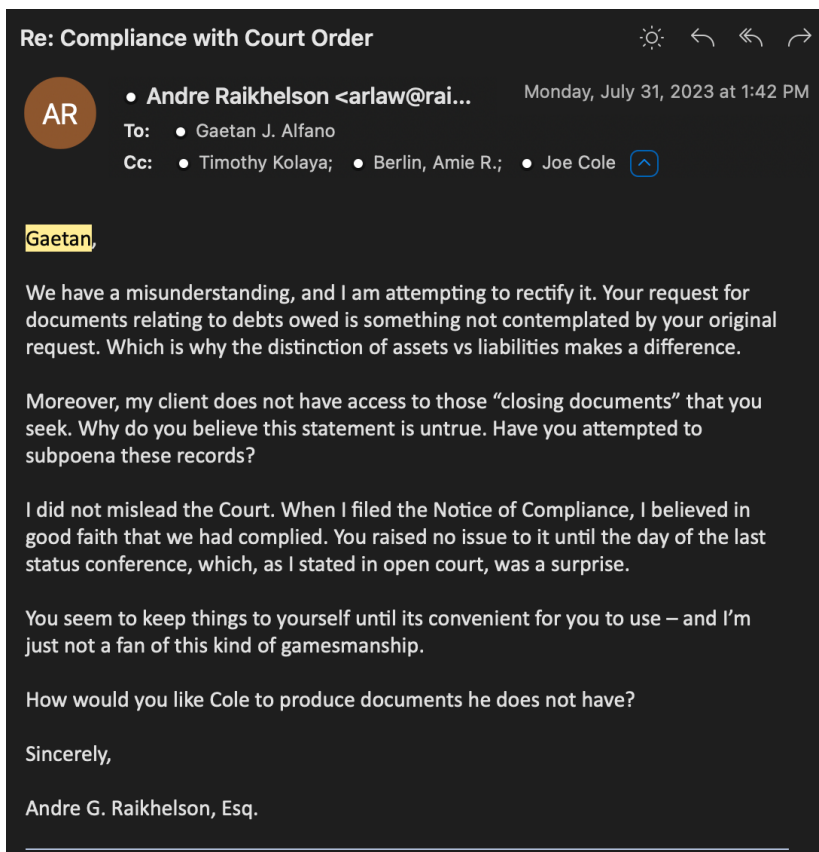 Re: Compliance with Court Order
AR
• Andre Raikhelson <arlaw@rai...
Monday, July 31, 2023 at 1:42 PM
To: • Gaetan J. Alfano
Cc: • Timothy Kolaya; • Berlin, Amie R.; • Joe Cole
Gaetan,
We have a misunderstanding, and I am attempting to rectify it. Your request for
documents relating to debts owed is something not contemplated by your original
request. Which is why the distinction of assets vs liabilities makes a difference.
Moreover, my client does not have access to those “closing documents” that you
seek. Why do you believe this statement is untrue. Have you attempted to
subpoena these records?
I did not mislead the Court. When I filed the Notice of Compliance, I believed in
good faith that we had complied. You raised no issue to it until the day of the last
status conference, which, as I stated in open court, was a surprise.
You seem to keep things to yourself until its convenient for you to use – and I’m
just not a fan of this kind of gamesmanship.
How would you like Cole to produce documents he does not have?
Sincerely,
Andre G. Raikhelson, Esq.